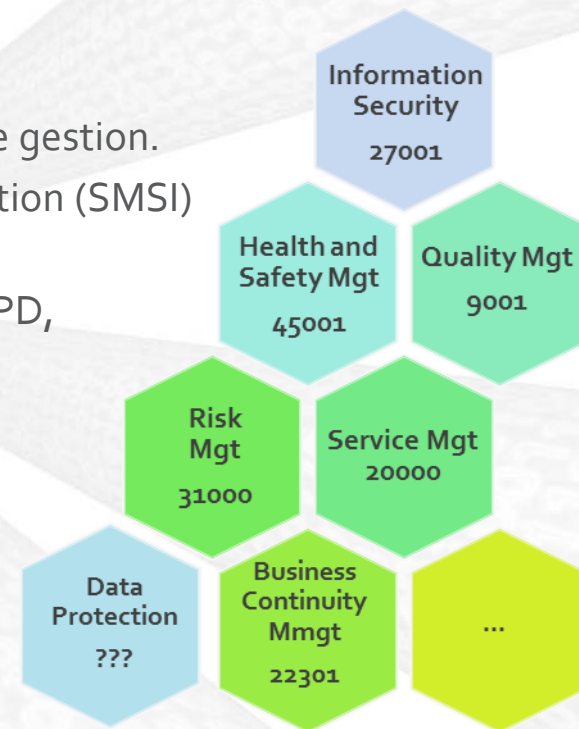 e gestion.
tion (SMSI)
PD,
Information
Security
27001
Health and
Safety Mgt
45001
Quality Mgt
9001
Risk
Mgt
31000
Service Mgt
20000
Data
Protection
???
Business
Continuity
Mmgt
22301
...